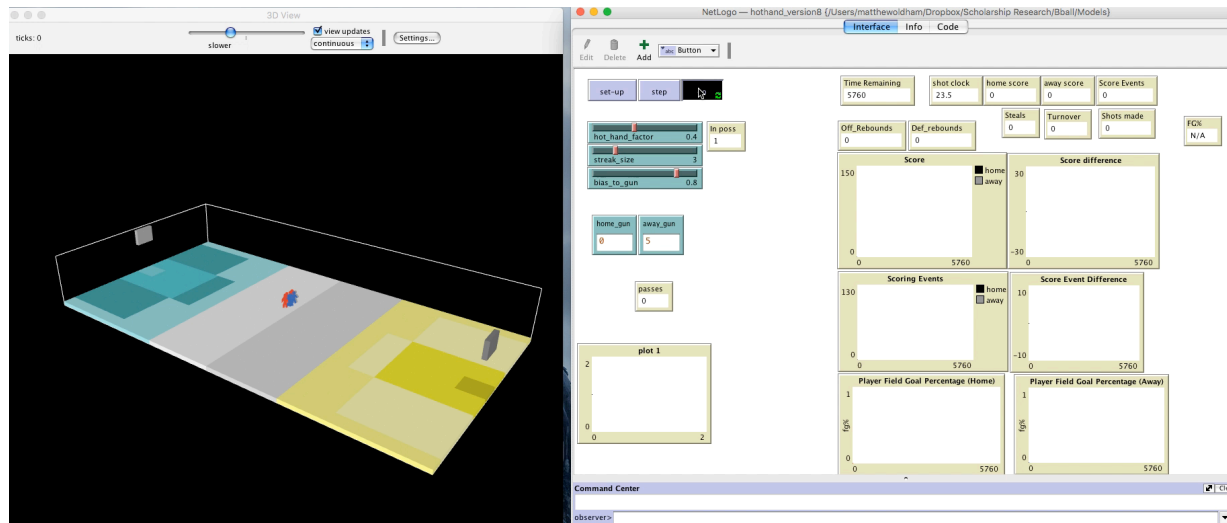 3D View
ticks: 0
slower
view updates
continuous
Settings...
NetLogo — hothand_version8 {/Users/matthewoldham/Dropbox/Scholarship Research/Bball/Models}
Interface Info Code
Edit Delete Add
abc Button
set-up step
hot_hand_factor 0.4
streak_size 3
bias_to_gun 0.8
In poss
1
home_gun away_gun
0 5
passes
0
plot 1
2
0
0 2
Time Remaining shot clock home score away score Score Events
5760 23.5 0 0 0
Steals Turnover Shots made
0 0 0
FG%
N/A
Off_Rebounds Def_rebounds
0 0
Score
150
0
0 5760
home
away
Score difference
30
-30
0 5760
Scoring Events
130
0
0 5760
home
away
Score Event Difference
10
-10
0 5760
Player Field Goal Percentage (Home)
1
fg%
0
0 5760
Player Field Goal Percentage (Away)
1
fg%
0
0 5760
Command Center
observer>